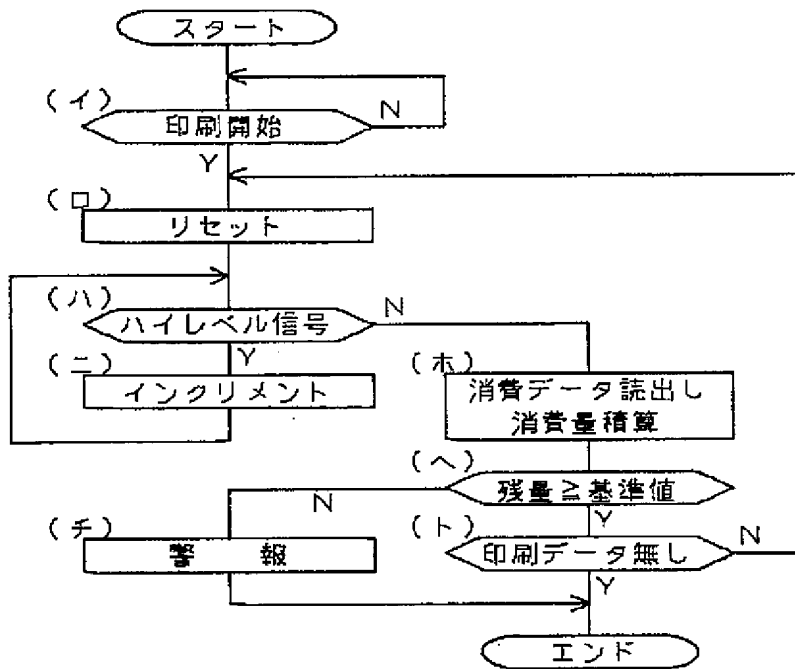 スタート
(イ)
印刷開始
N
Y
(ロ)
リセット
(ハ)
ハイレベル信号
N
Y
(ニ)
インクリメント
(ホ)
消費データ読出し
消費量積算
(ヘ)
残量≧基準値
N
Y
(チ)
警 報
(ト)
印刷データ無し
N
Y
エンド